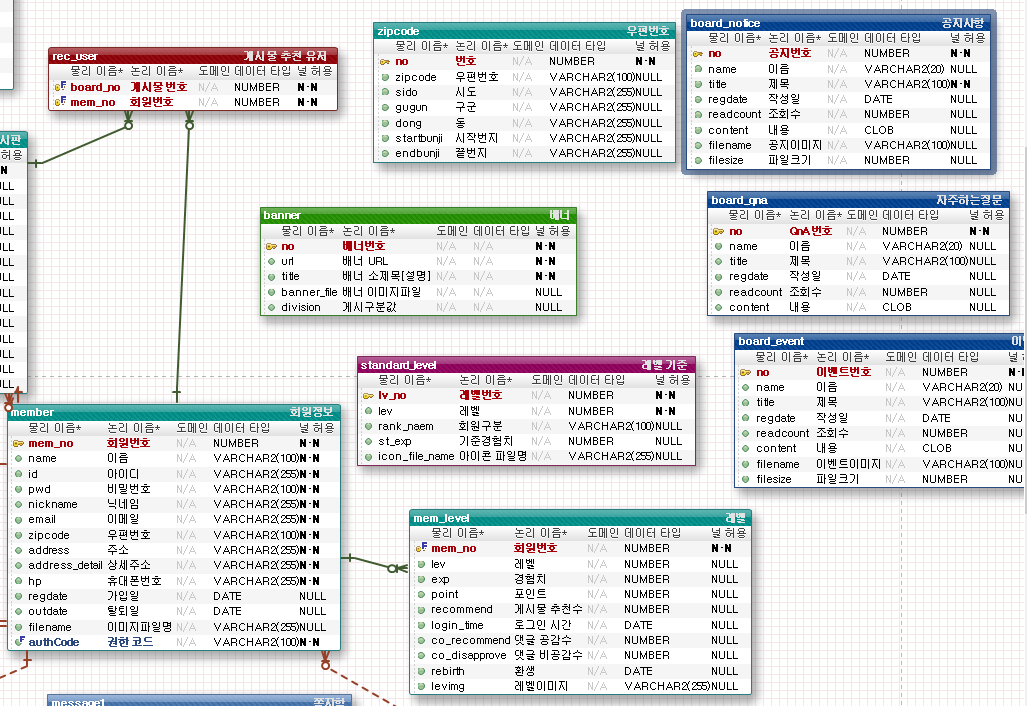 rec_user 게시물 추천 유저
물리 이름* 논리 이름* 도메인 데이터 타입 널 허용
board_no 게시물 번호 N/A NUMBER N-N
mem_no 회원번호 N/A NUMBER N-N
zipcode 우편번호
물리 이름* 논리 이름* 도메인 데이터 타입 널 허용
no 번호 N/A NUMBER N-N
zipcode 우편번호 N/A VARCHAR2(100) NULL
sido 시도 N/A VARCHAR2(255) NULL
gugun 구군 N/A VARCHAR2(255) NULL
dong 동 N/A VARCHAR2(255) NULL
startbunji 시작번지 N/A VARCHAR2(255) NULL
endbunji 끝번지 N/A VARCHAR2(255) NULL
board_notice 공지사항
물리 이름* 논리 이름* 도메인 데이터 타입 널 허용
no 공지번호 N/A NUMBER N-N
name 이름 N/A VARCHAR2(20) NULL
title 제목 N/A VARCHAR2(100) N-N
regdate 작성일 N/A DATE NULL
readcount 조회수 N/A NUMBER NULL
content 내용 N/A CLOB NULL
filename 공지이미지 N/A VARCHAR2(100) NULL
filesize 파일크기 N/A NUMBER NULL
시판
허용
N
banner 배너
물리 이름* 논리 이름* 도메인 데이터 타입 널 허용
no 배너번호 N/A N/A N-N
url 배너 URL N/A N/A N-N
title 배너 소제목[설명] N/A N/A N-N
banner_file 배너 이미지파일 N/A N/A NULL
division 게시구분값 N/A N/A NULL
board_qna 자주하는질문
물리 이름* 논리 이름* 도메인 데이터 타입 널 허용
no QnA번호 N/A NUMBER N-N
name 이름 N/A VARCHAR2(20) NULL
title 제목 N/A VARCHAR2(100) NULL
regdate 작성일 N/A DATE NULL
readcount 조회수 N/A NUMBER NULL
content 내용 N/A CLOB NULL
standard_level 레벨 기준
물리 이름* 논리 이름* 도메인 데이터 타입 널 허용
lv_no 레벨번호 N/A NUMBER N-N
lev 레벨 N/A NUMBER N-N
rank_naem 회원구분 N/A VARCHAR2(100) NULL
st_exp 기준경험치 N/A NUMBER NULL
icon_file_name 아이콘 파일명 N/A VARCHAR2(255) NULL
board_event
물리 이름* 논리 이름* 도메인 데이터 타입 널
no 이벤트번호 N/A NUMBER
name 이름 N/A VARCHAR2(20)
title 제목 N/A VARCHAR2(100)
regdate 작성일 N/A DATE
readcount 조회수 N/A NUMBER
content 내용 N/A CLOB
filename 이벤트이미지 N/A VARCHAR2(100)
filesize 파일크기 N/A NUMBER
member 회원정보
물리 이름* 논리 이름* 도메인 데이터 타입 널 허용
mem_no 회원번호 N/A NUMBER N-N
name 이름 N/A VARCHAR2(100) N-N
id 아이디 N/A VARCHAR2(255) N-N
pwd 비밀번호 N/A VARCHAR2(100) N-N
nickname 닉네임 N/A VARCHAR2(255) N-N
email 이메일 N/A VARCHAR2(255) N-N
zipcode 우편번호 N/A VARCHAR2(100) N-N
address 주소 N/A VARCHAR2(255) N-N
address_detail 상세주소 N/A VARCHAR2(255) N-N
hp 휴대폰번호 N/A VARCHAR2(100) N-N
regdate 가입일 N/A DATE NULL
outdate 탈퇴일 N/A DATE NULL
filename 이미지파일명 N/A VARCHAR2(255) NULL
authCode 권한 코드 N/A VARCHAR2(100) N-N
mem_level 레벨
물리 이름* 논리 이름* 도메인 데이터 타입 널 허용
mem_no 회원번호 N/A NUMBER N-N
lev 레벨 N/A NUMBER NULL
exp 경험치 N/A NUMBER NULL
point 포인트 N/A NUMBER NULL
recommend 게시물 추천수 N/A NUMBER NULL
login_time 로그인 시간 N/A DATE NULL
co_recommend 댓글 공감수 N/A NUMBER NULL
co_disapprove 댓글 비공감수 N/A NUMBER NULL
rebirth 환생 N/A DATE NULL
levimg 레벨이미지 N/A VARCHAR2(255) NULL
message1 쪽지함